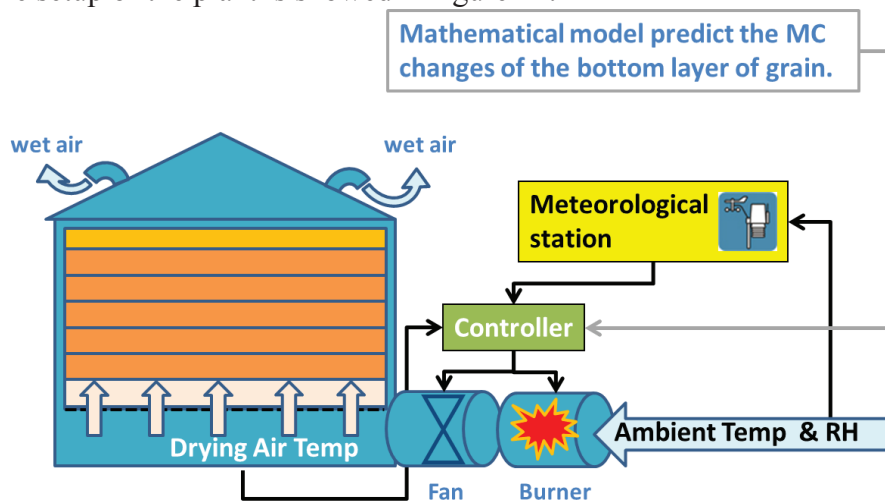 Mathematical model predict the MC
changes of the bottom layer of grain.
wet air
wet air
Meteorological
station
Controller
Ambient Temp & RH
Drying Air Temp
Fan
Burner